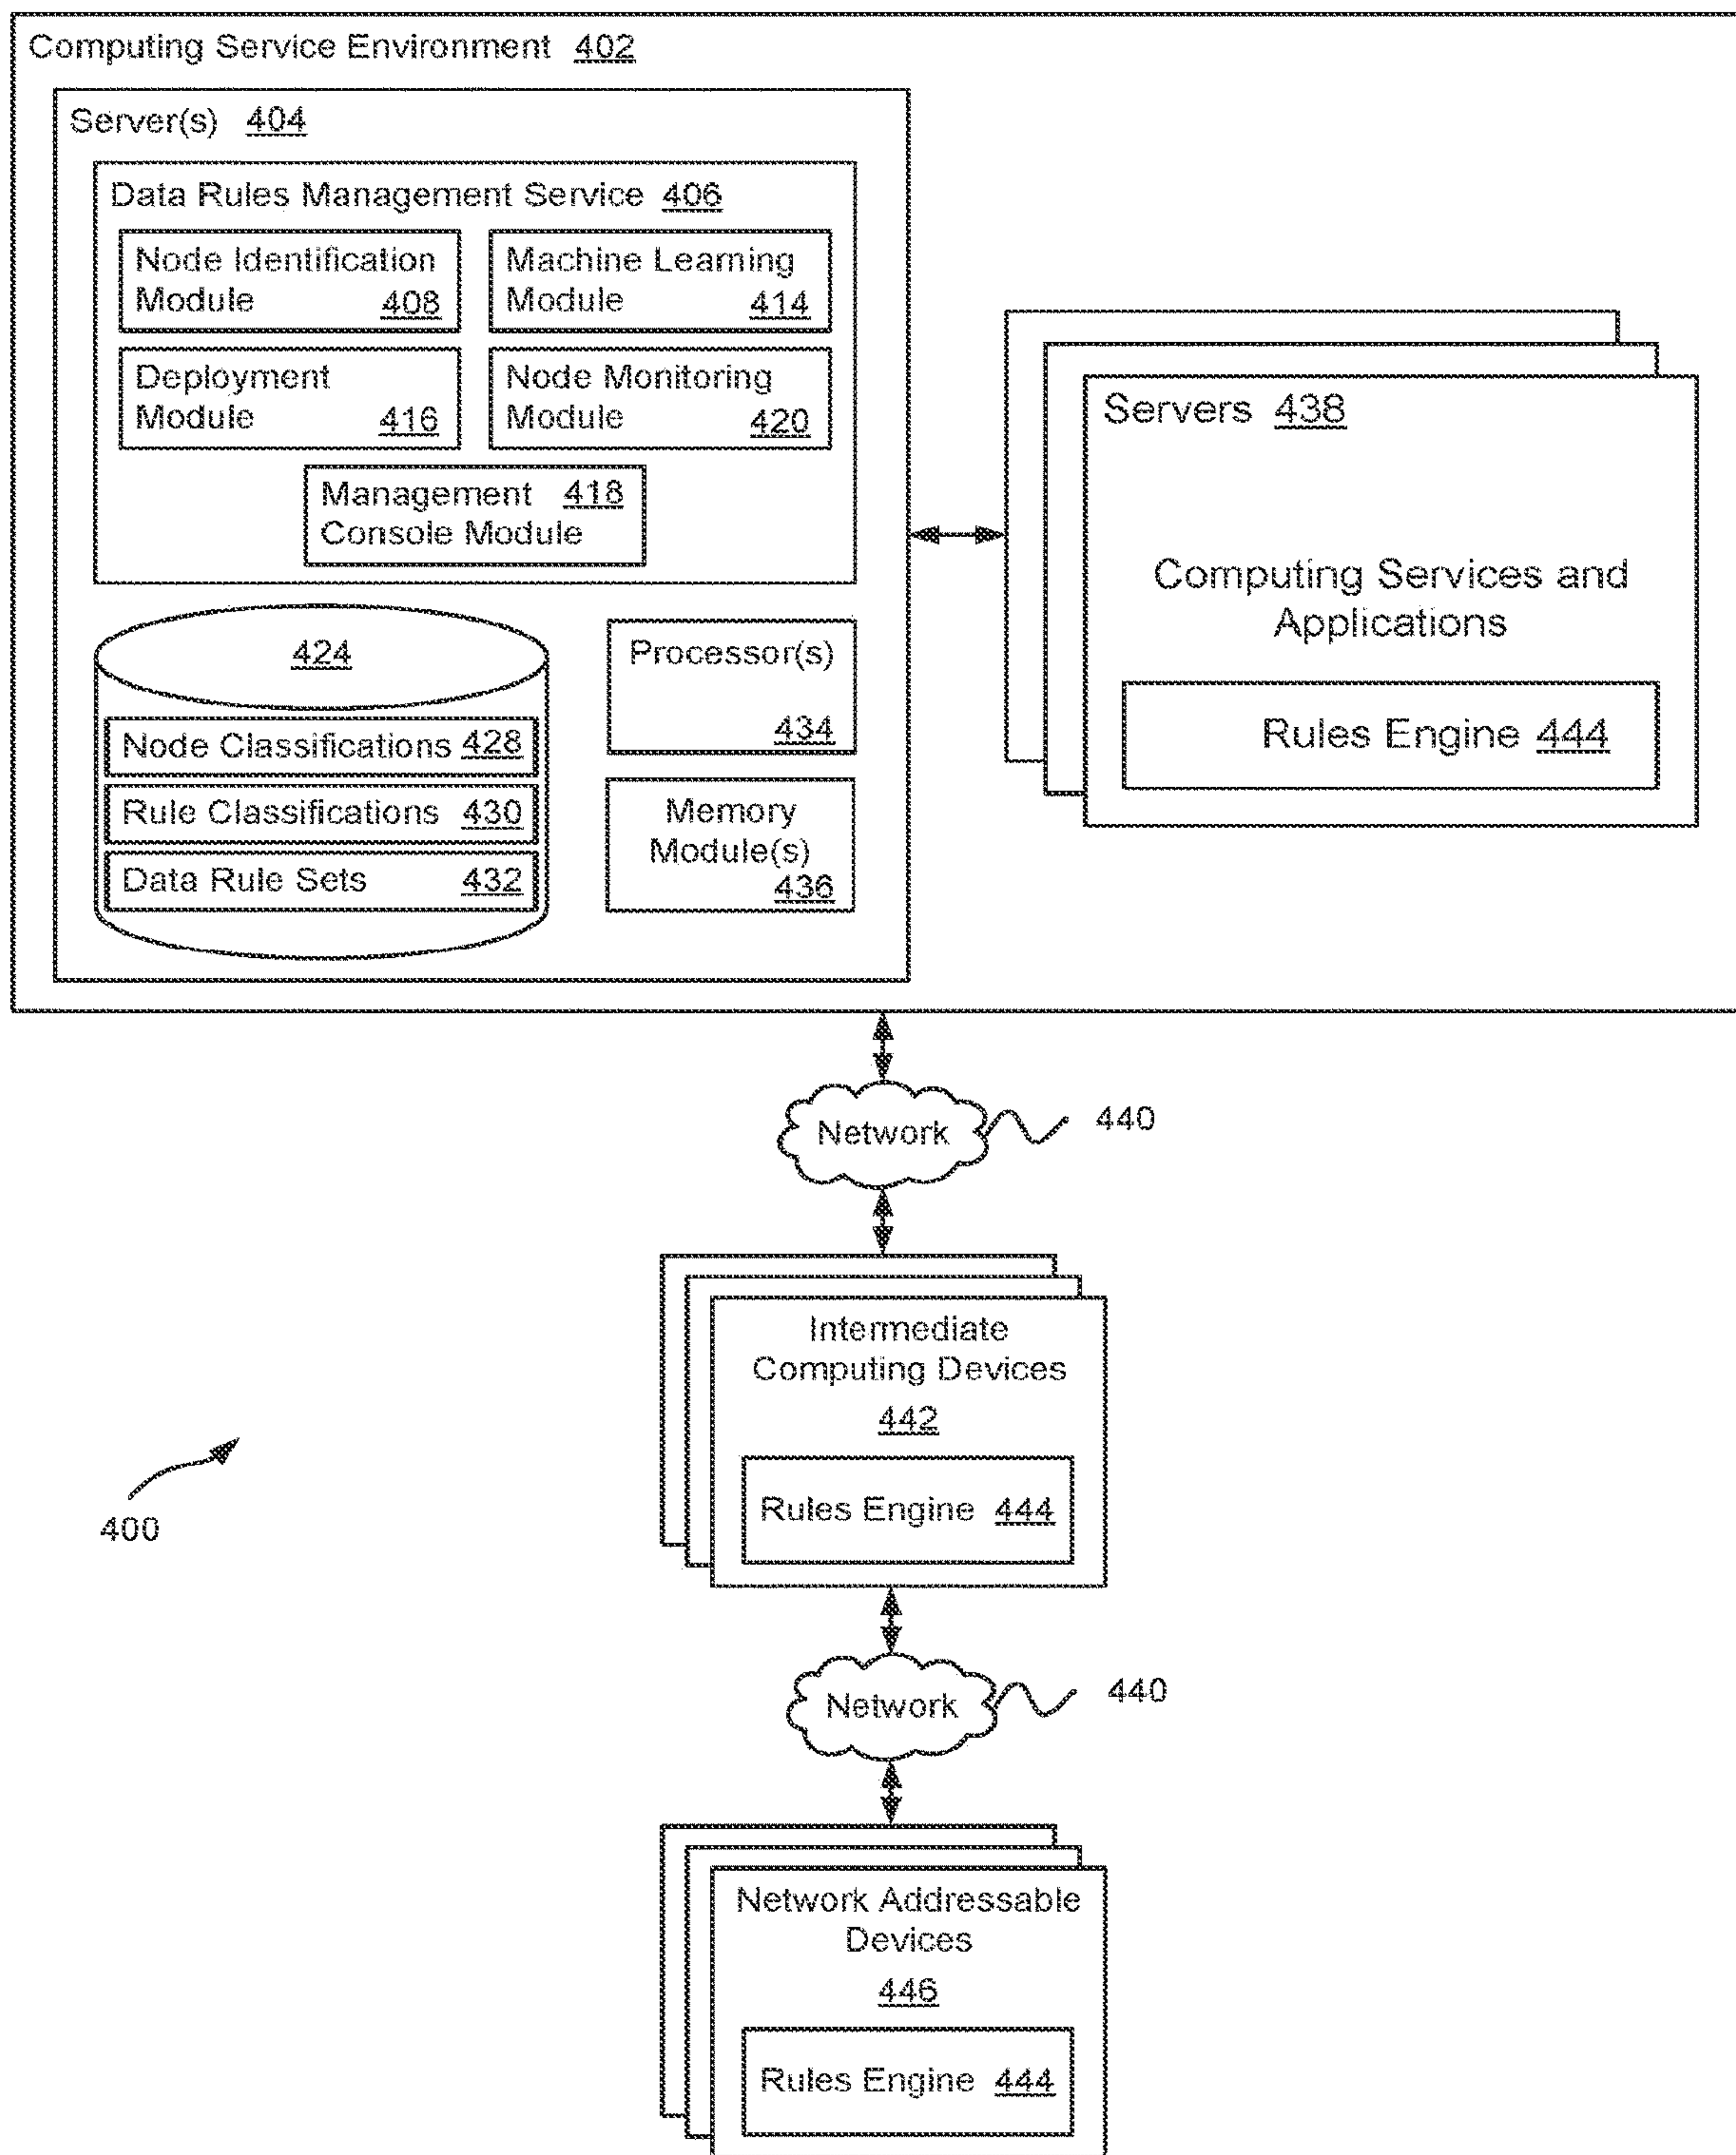 Computing Service Environment 402
Server(s) 404
Data Rules Management Service 406
Node Identification
Module 408
Machine Learning
Module 414
Deployment
Module 416
Node Monitoring
Module 420
Management 418
Console Module
424
Node Classifications 428
Rule Classifications 430
Data Rule Sets 432
Processor(s)
434
Memory
Module(s)
436
Servers 438
Computing Services and
Applications
Rules Engine 444
Network 440
Intermediate
Computing Devices
442
Rules Engine 444
400
Network 440
Network Addressable
Devices
446
Rules Engine 444